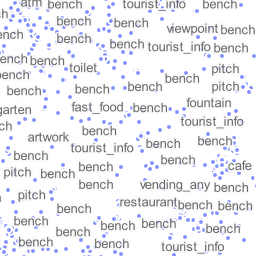 atm bench tourist_info bench
bench bench
viewpoint bench
bench bench bench tourist_info bench
bench bench toilet pitch
bench bench
bench bench bench pitch
fast_food bench fountain
garten tourist_info
bench
artwork bench bench
bench tourist_info bench
bench bench cafe
pitch bench
bench vending_any bench
pitch
restaurant bench bench
bench
bench bench bench
bench bench
bench bench tourist_info